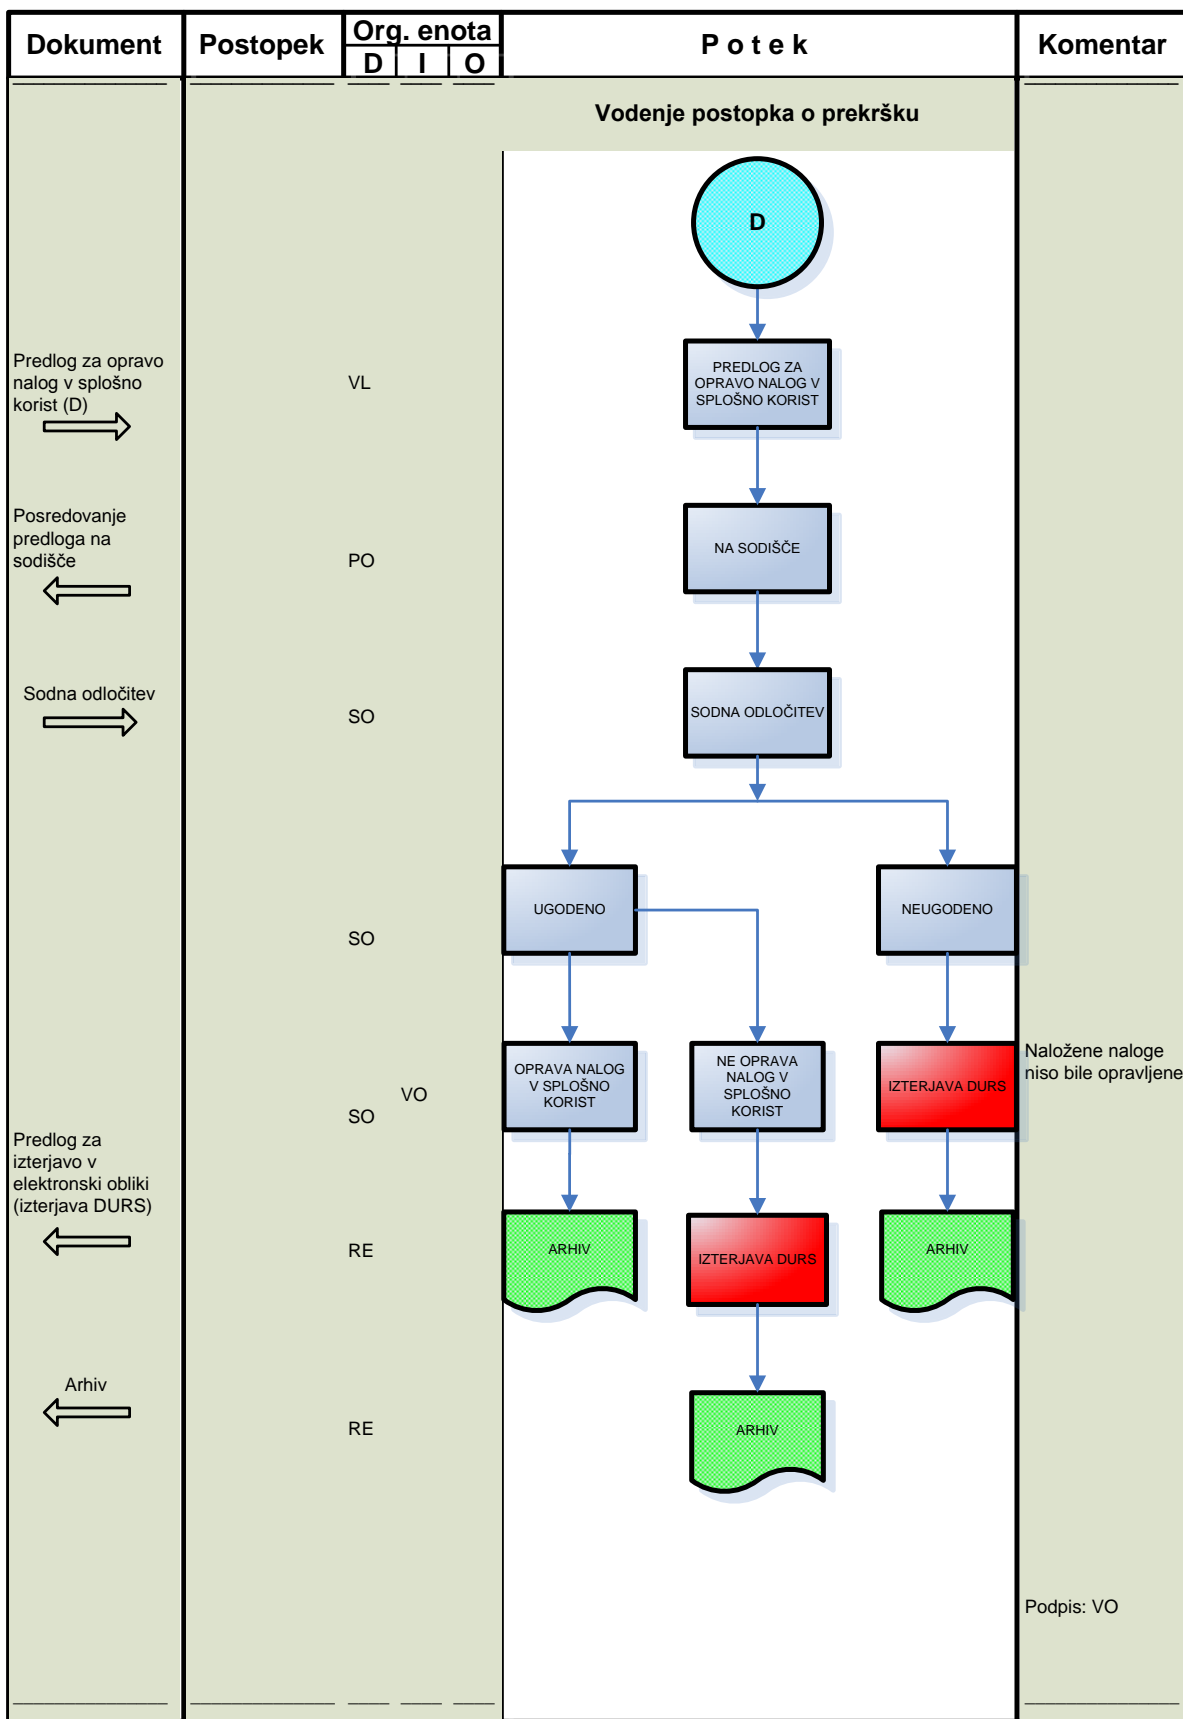 Dokument
Postopek
Org. enota
D I O
P o t e k
Komentar
Vodenje postopka o prekršku
D
Predlog za opravo
nalog v splošno
korist (D)
VL
PREDLOG ZA
OPRAVO NALOG V
SPLOŠNO KORIST
Posredovanje
predloga na
sodišče
PO
NA SODIŠČE
Sodna odločitev
SO
SODNA ODLOČITEV
SO
UGODENO
NEUGODENO
SO
VO
OPRAVA NALOG
V SPLOŠNO
KORIST
NE OPRAVA
NALOG V
SPLOŠNO
KORIST
IZTERJAVA DURS
Naložene naloge
niso bile opravljene
Predlog za
izterjavo v
elektronski obliki
(izterjava DURS)
RE
ARHIV
IZTERJAVA DURS
ARHIV
Arhiv
RE
ARHIV
Podpis: VO